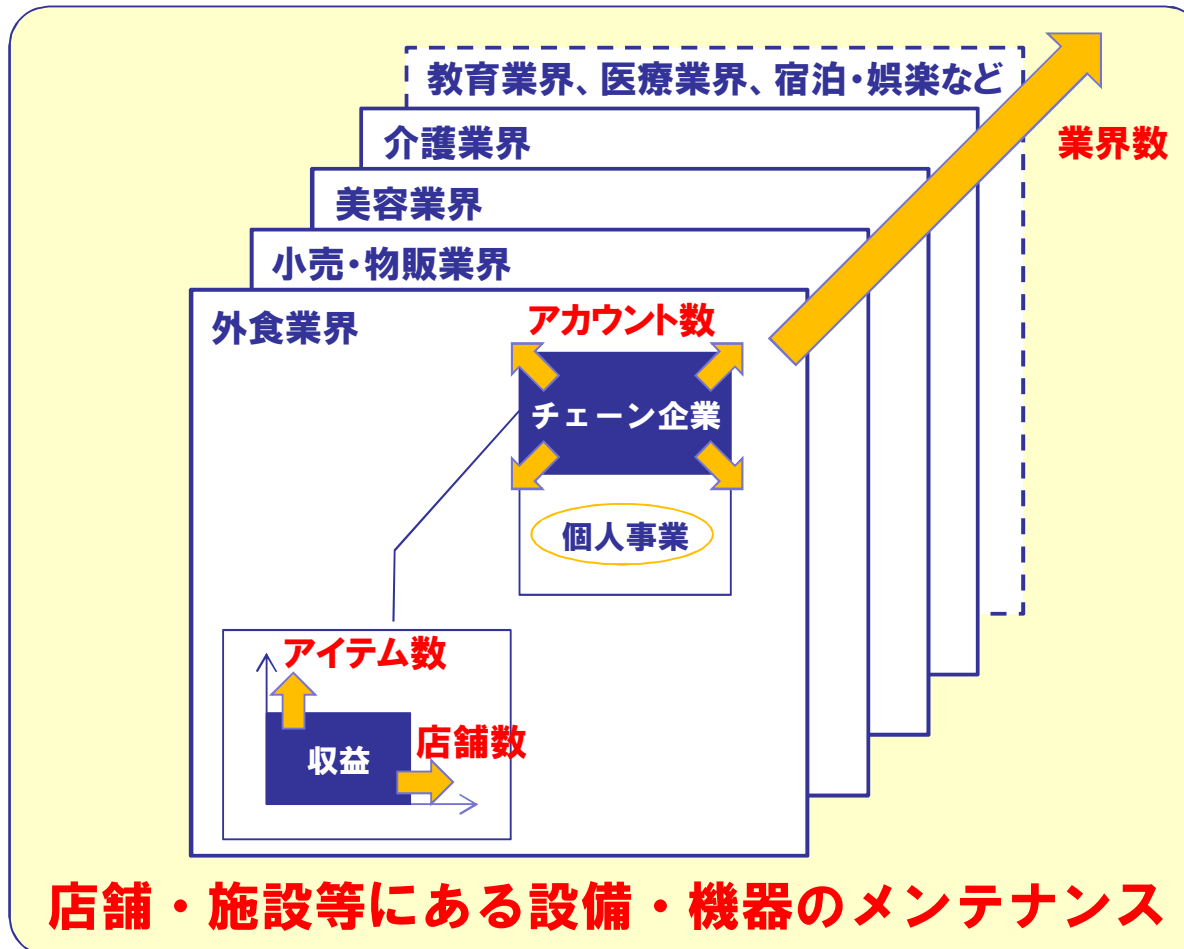 教育業界、医療業界、宿泊・娯楽など
業界数
介護業界
美容業界
小売・物販業界
外食業界
アカウント数
チェーン企業
個人事業
アイテム数
店舗数
収益
店舗・施設等にある設備・機器のメンテナンス